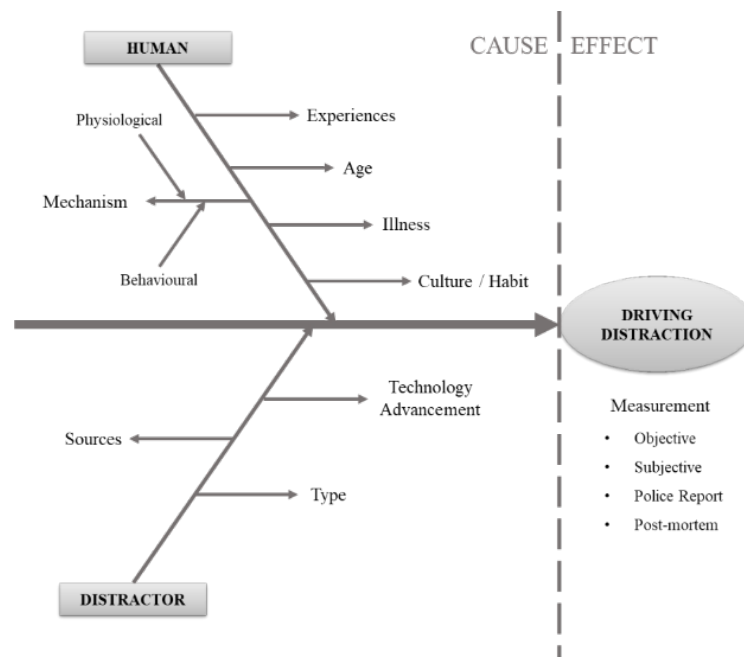 HUMAN
CAUSE
EFFECT
Physiological
Experiences
Age
Mechanism
Illness
Behavioural
Culture / Habit
DRIVING
DISTRACTION
Technology
Advancement
Sources
Type
Measurement
• Objective
• Subjective
• Police Report
• Post-mortem
DISTRACTOR